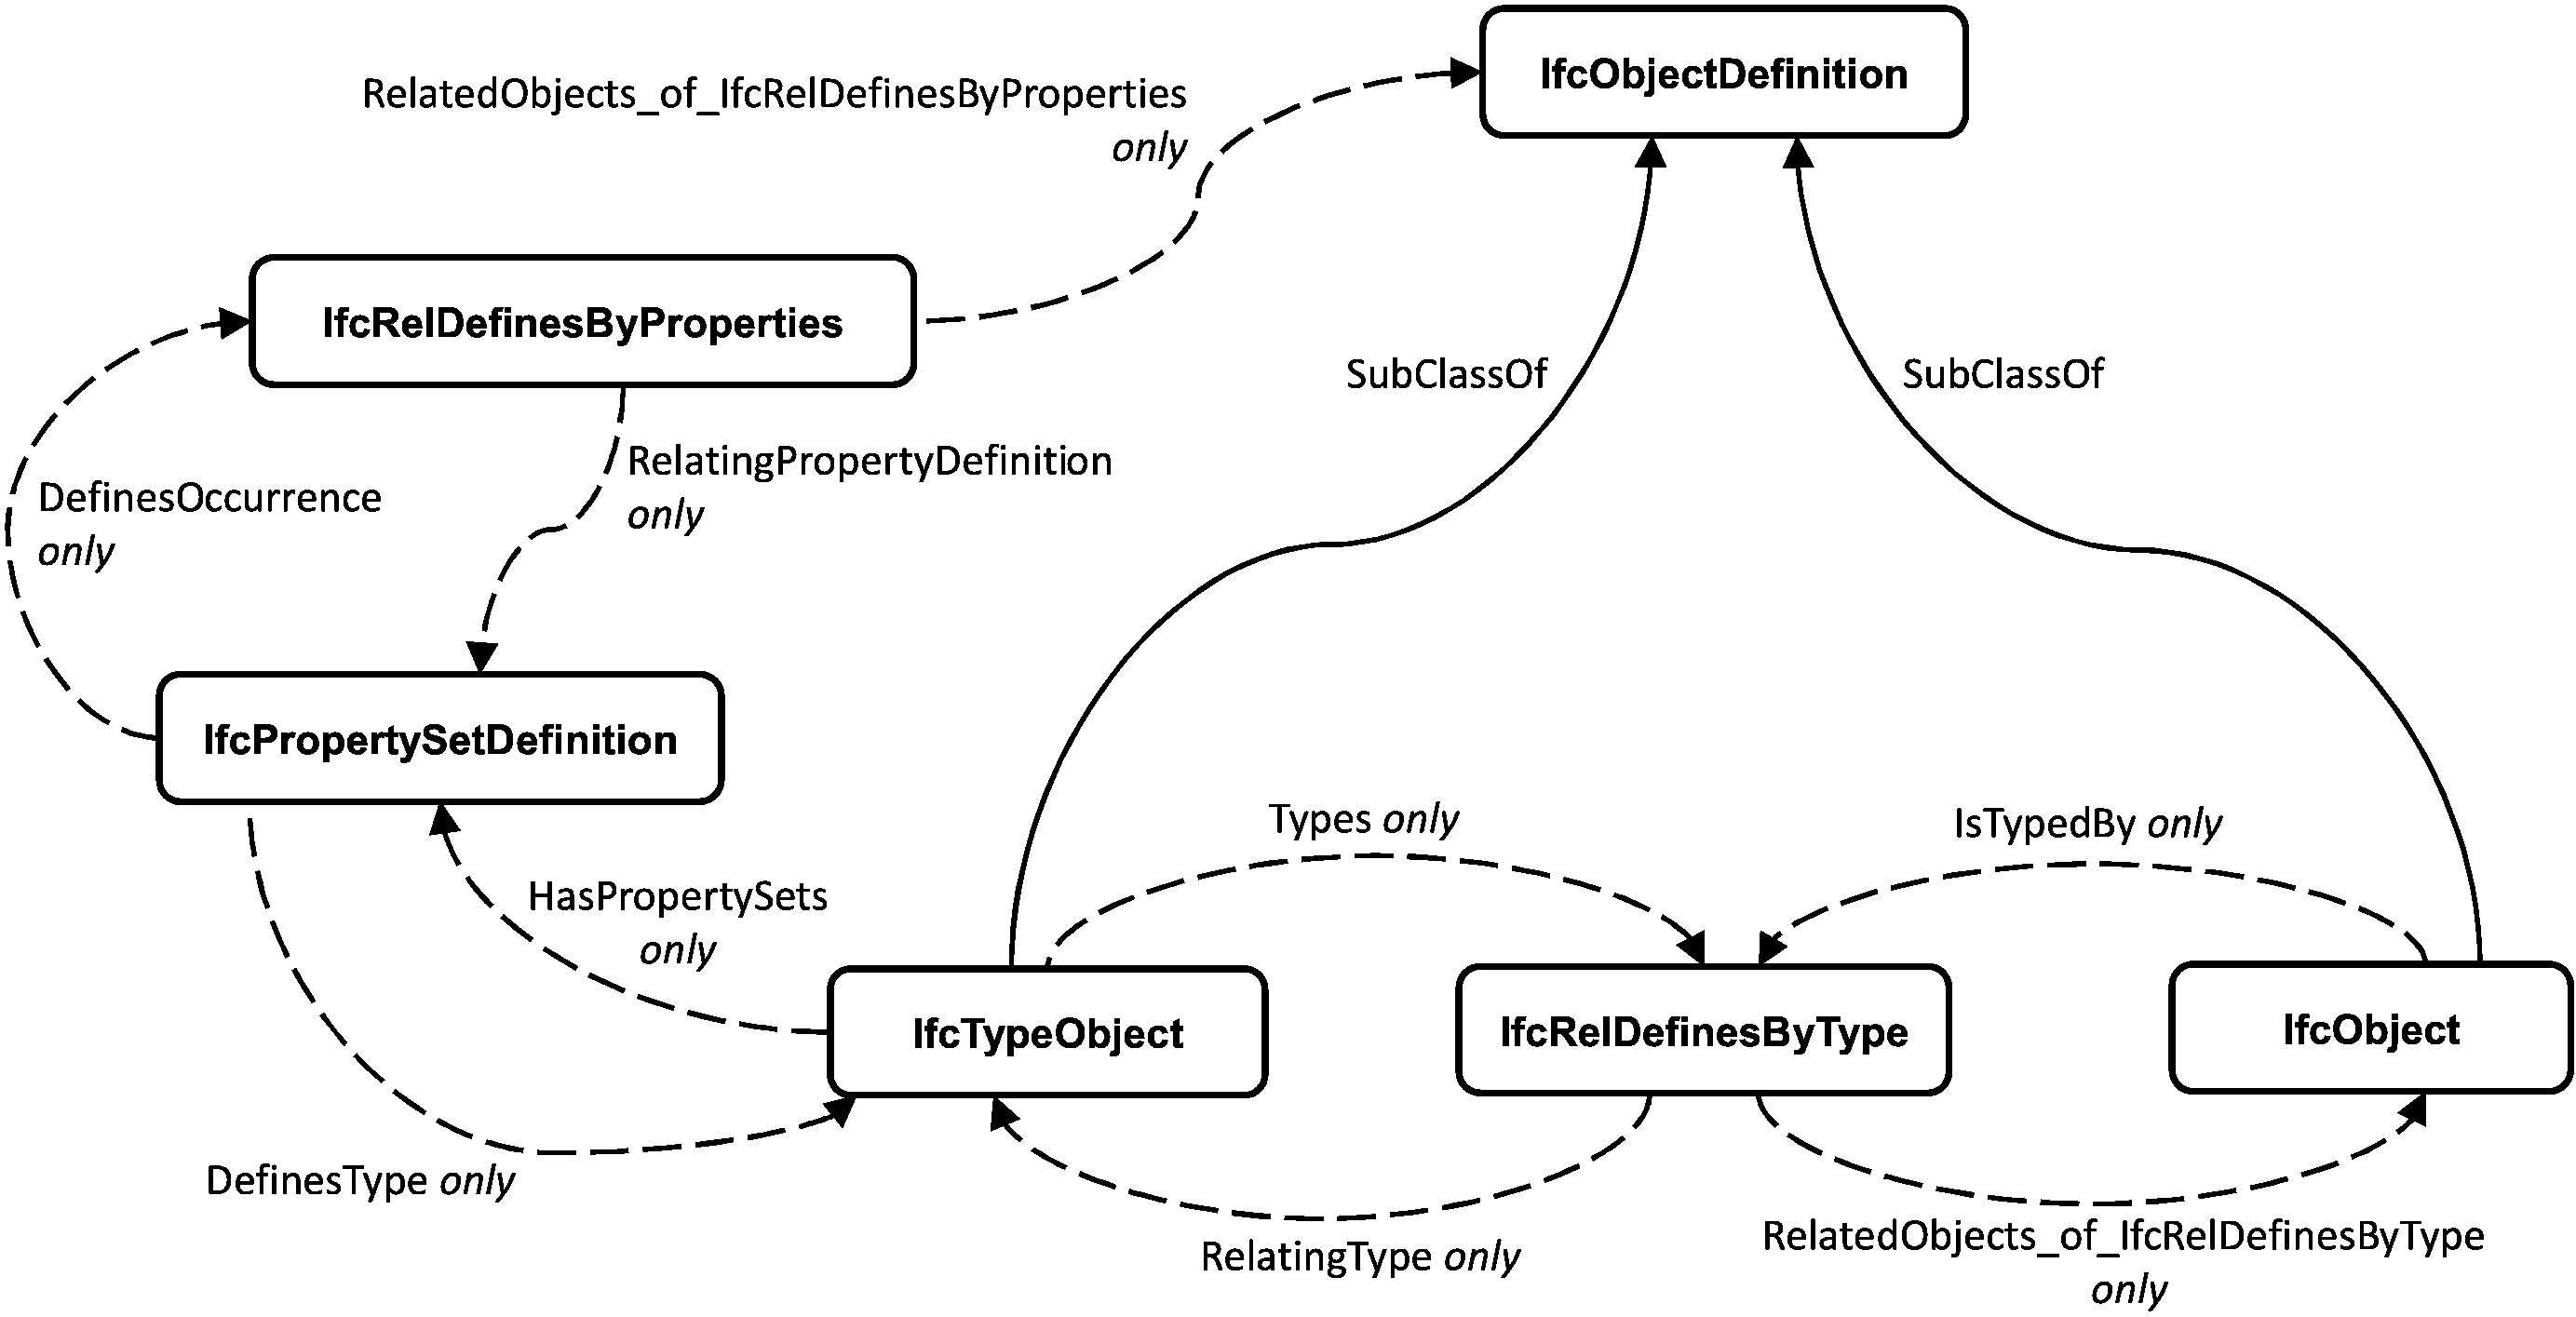 IfcObjectDefinition
RelatedObjects_of_IfcRelDefinesByProperties
only
IfcRelDefinesByProperties
SubClassOf
SubClassOf
RelatingPropertyDefinition
only
DefinesOccurrence
only
IfcPropertySetDefinition
Types only
IsTypedBy only
HasPropertySets
only
IfcTypeObject
IfcRelDefinesByType
IfcObject
DefinesType only
RelatingType only
RelatedObjects_of_IfcRelDefinesByType
only